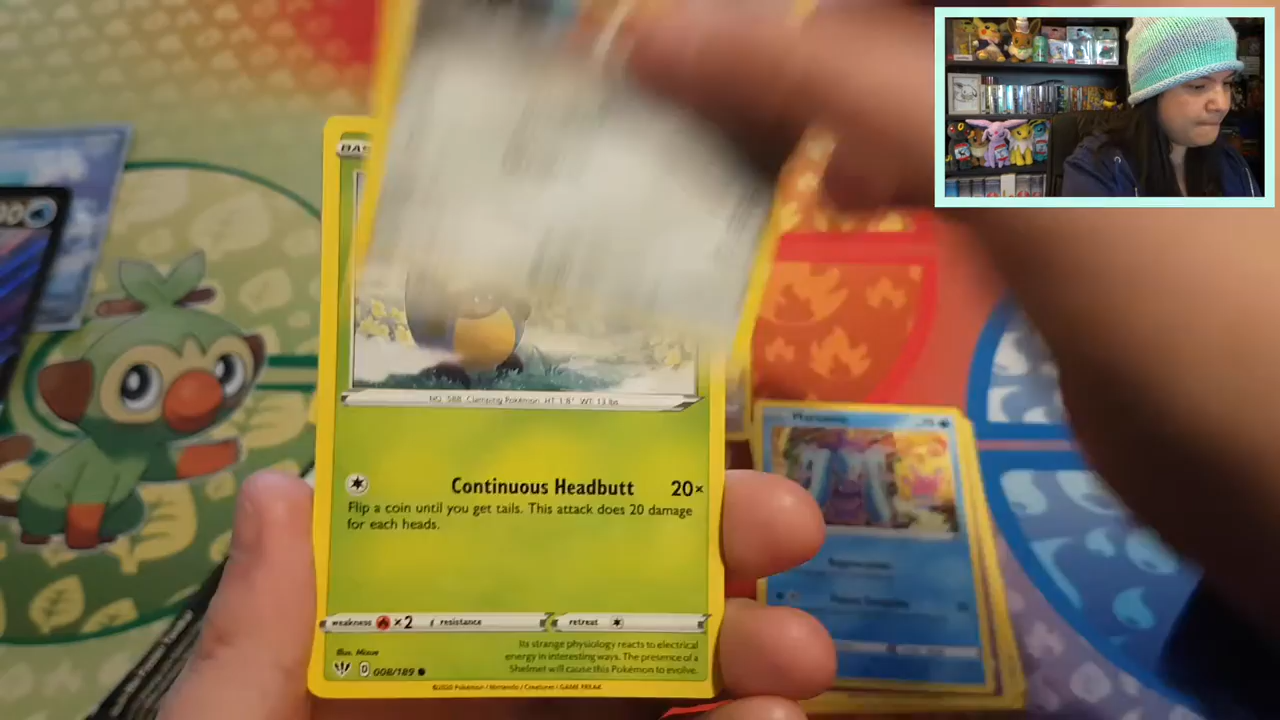 BAS
NO. 588 Clamping Pokémon HT: 1'8" WT: 13 lbs
Continuous Headbutt 20×
Flip a coin until you get tails. This attack does 20 damage
for each heads.
weakness ×2 resistance retreat
Illus. Mizue
Its strange physiology reacts to electrical
energy in interesting ways. The presence of a
Shelmet will cause this Pokémon to evolve.
D 008/189
©2020 Pokémon / Nintendo / Creatures / GAME FREAK